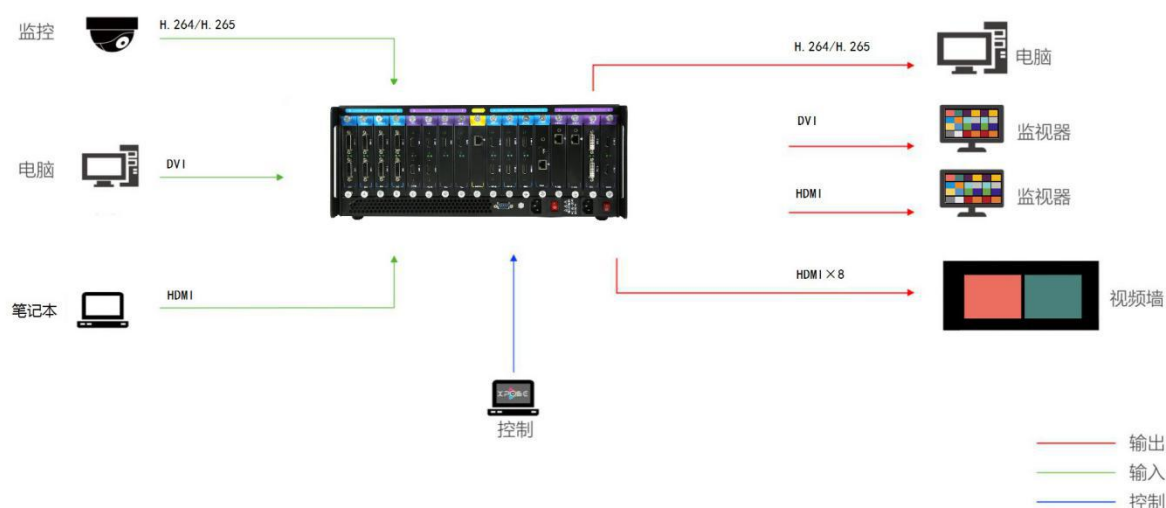 监控
H.264/H.265
H.264/H.265
电脑
DVI
监视器
电脑
DVI
HDMI
监视器
笔记本
HDMI
HDMI×8
视频墙
控制
输出
输入
控制